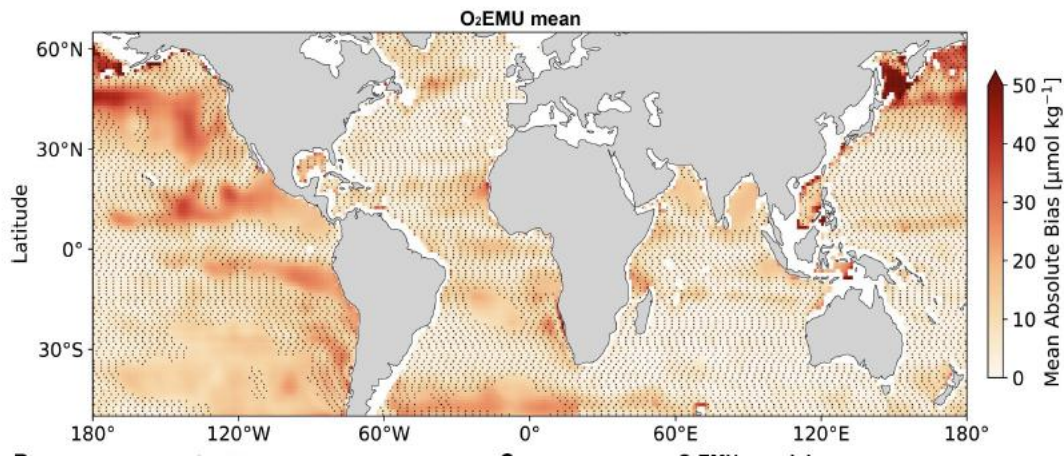 O₂EMU mean
60°N
30°N
0°
30°S
Latitude
180°
120°W
60°W
0°
60°E
120°E
180°
50
40
30
20
10
0
Mean Absolute Bias [μmol kg⁻¹]